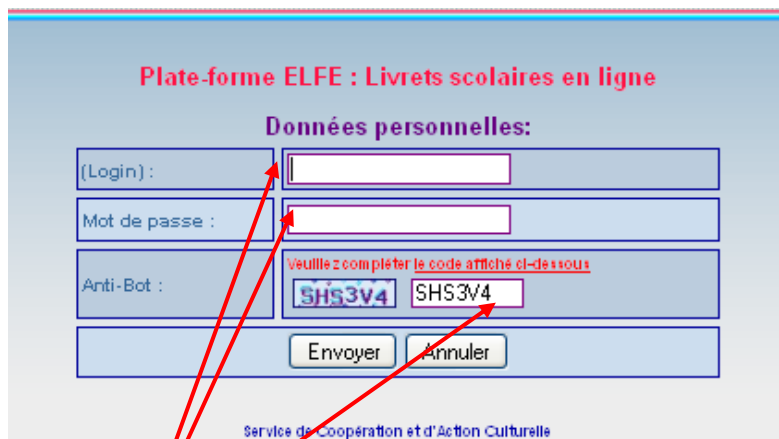 Plate-forme ELFE : Livrets scolaires en ligne
Données personnelles:
(Login) :
Mot de passe :
Veuillez compléter le code affiché ci-dessous
Anti-Bot : SHS3V4 SHS3V4
Envoyer Annuler
Service de Coopération et d'Action Culturelle